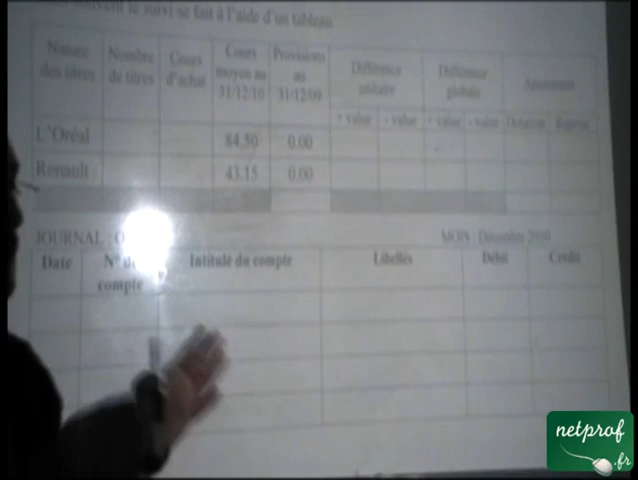 souvent le suivi se fait à l'aide d'un tableau.
Nature des titres Nombre de titres Cours d'achat Cours moyen au 31/12/10 Provisions au 31/12/09 Différence unitaire Différence globale Ajustement
+ value - value + value - value Dotation Reprise
L'Oréal 84.50 0.00
Renault 43.15 0.00
JOURNAL : MOIS : Décembre 2010
Date N° de compte Intitulé du compte Libellés Débit Crédit
netprof
.fr